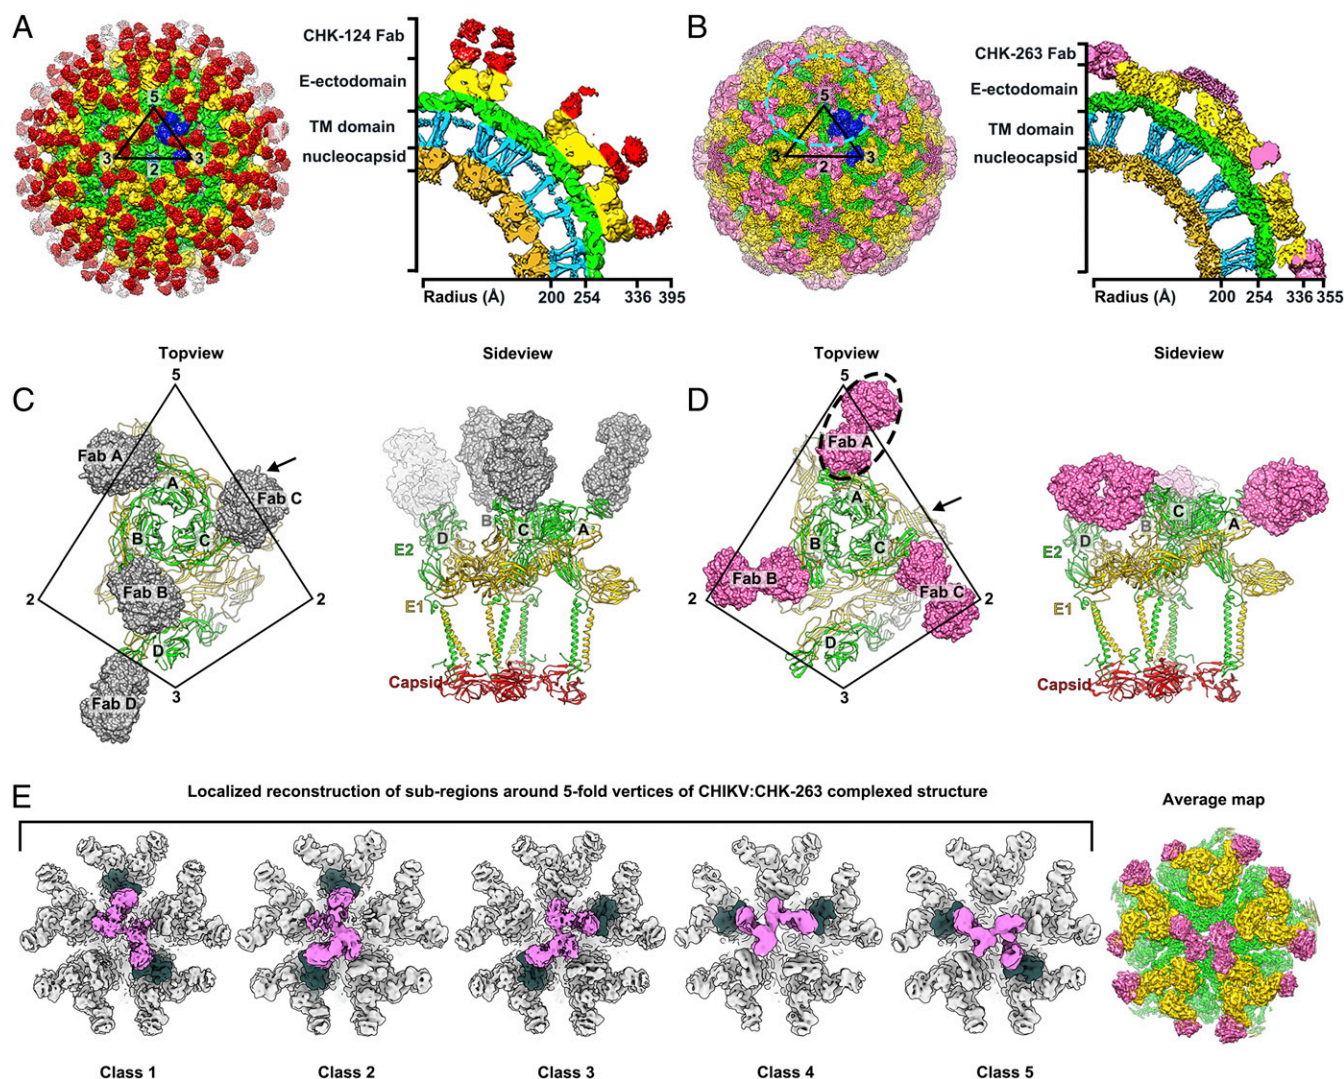 A
CHK-124 Fab
E-ectodomain
TM domain
nucleocapsid
5
3
3
2
Radius (Å)
200 254 336 395
B
CHK-263 Fab
E-ectodomain
TM domain
nucleocapsid
5
3
3
2
Radius (Å)
200 254 336 355
C
Topview
5
Fab A
A
Fab C
B
C
Fab B
2
2
D
3
Fab D
Sideview
B
C
A
D
E2
E1
Capsid
D
Topview
5
Fab A
A
B
C
Fab B
Fab C
2
2
D
3
Sideview
C
B
A
D
E2
E1
Capsid
E
Localized reconstruction of sub-regions around 5-fold vertices of CHIKV:CHK-263 complexed structure
Average map
Class 1
Class 2
Class 3
Class 4
Class 5